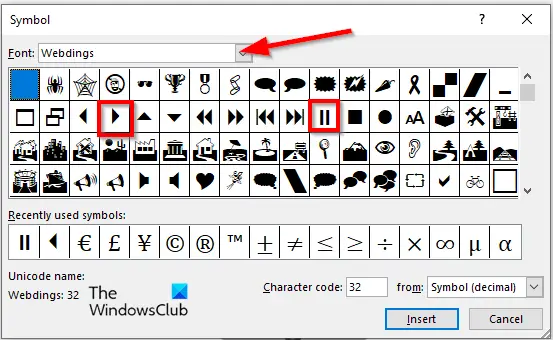 Symbol
Font: Webdings
AA
Recently used symbols:
€ £ ¥ © ® ™ ± ≠ ≤ ≥ ÷ × ∞ µ α
Unicode name:
Webdings: 32
The
WindowsClub
Character code: 32 from: Symbol (decimal)
Insert Cancel